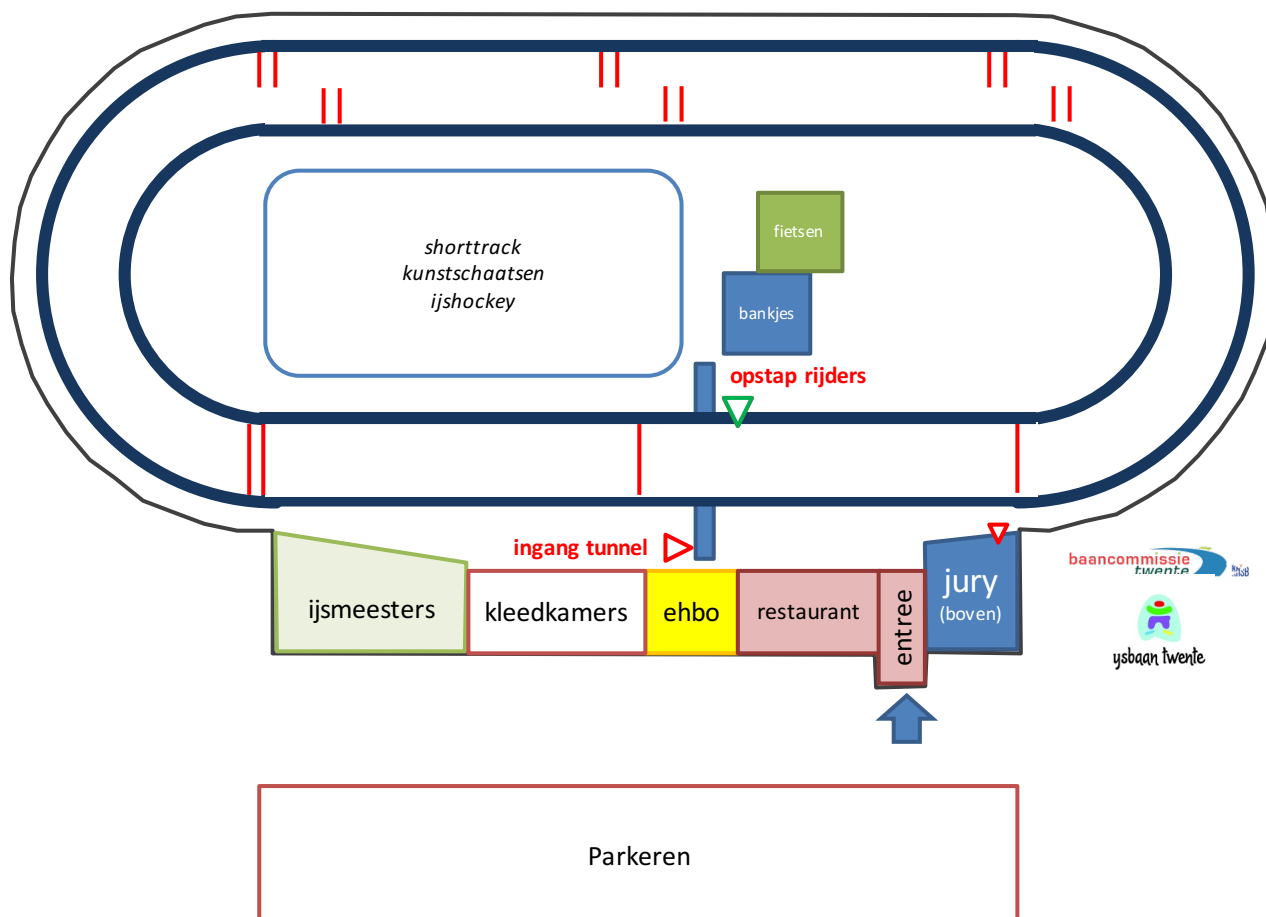 shorttrack
kunstschaatsen
ijshockey
fietsen
bankjes
opstap rijders
ingang tunnel
ijsmeesters
kleedkamers
ehbo
restaurant
entree
jury
(boven)
baancommissie
twente
ysbaan twente
Parkeren